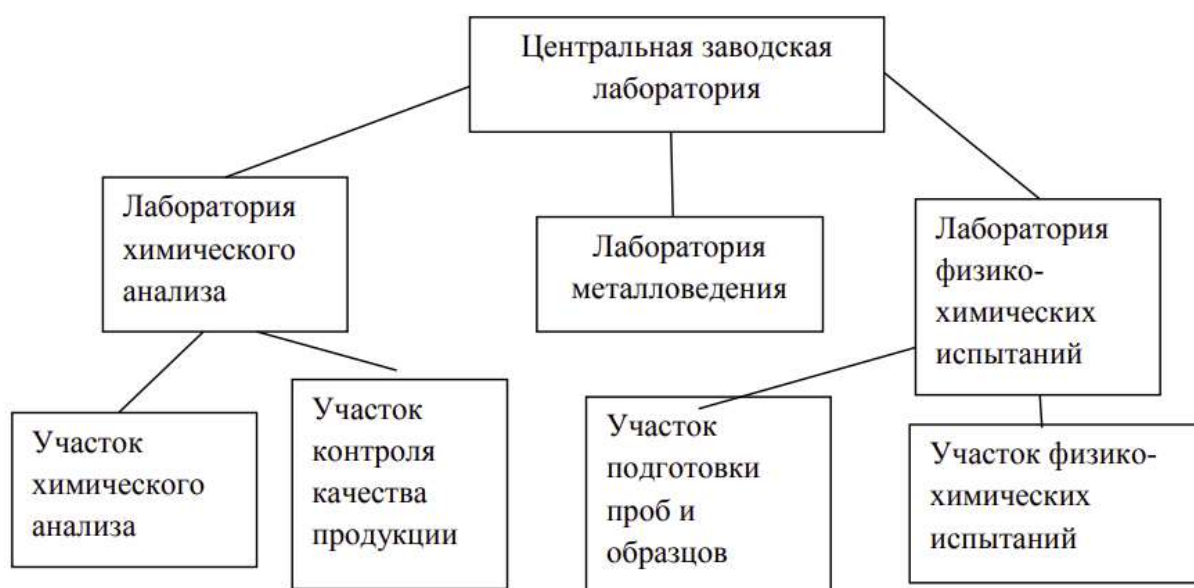 Центральная заводская
лаборатория
Лаборатория
химического
анализа
Лаборатория
металловедения
Лаборатория
физико-
химических
испытаний
Участок
химического
анализа
Участок
контроля
качества
продукции
Участок
подготовки
проб и
образцов
Участок физико-
химических
испытаний